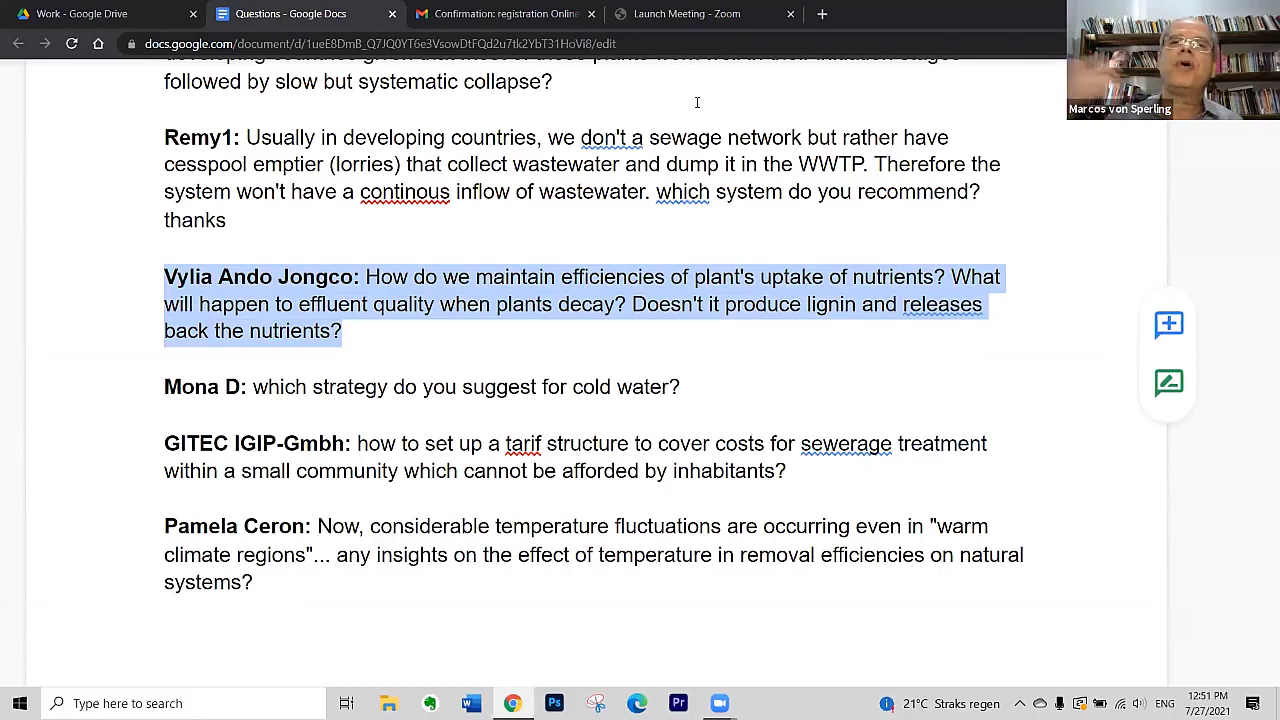 Work - Google Drive
Questions - Google Docs
Confirmation: registration Online
Launch Meeting - Zoom
docs.google.com/document/d/1ueE8DmB_Q7JQ0YT6e3VsowDtFQd2u7tk2YbT31HoVi8/edit
Marcos von Sperling
followed by slow but systematic collapse?
Remy1: Usually in developing countries, we don't a sewage network but rather have
cesspool emptier (lorries) that collect wastewater and dump it in the WWTP. Therefore the
system won't have a continous inflow of wastewater. which system do you recommend?
thanks
Vylia Ando Jongco: How do we maintain efficiencies of plant's uptake of nutrients? What
will happen to effluent quality when plants decay? Doesn't it produce lignin and releases
back the nutrients?
Mona D: which strategy do you suggest for cold water?
GITEC IGIP-Gmbh: how to set up a tarif structure to cover costs for sewerage treatment
within a small community which cannot be afforded by inhabitants?
Pamela Ceron: Now, considerable temperature fluctuations are occurring even in "warm
climate regions"... any insights on the effect of temperature in removal efficiencies on natural
systems?
Type here to search
21°C Straks regen
ENG
12:51 PM
7/27/2021